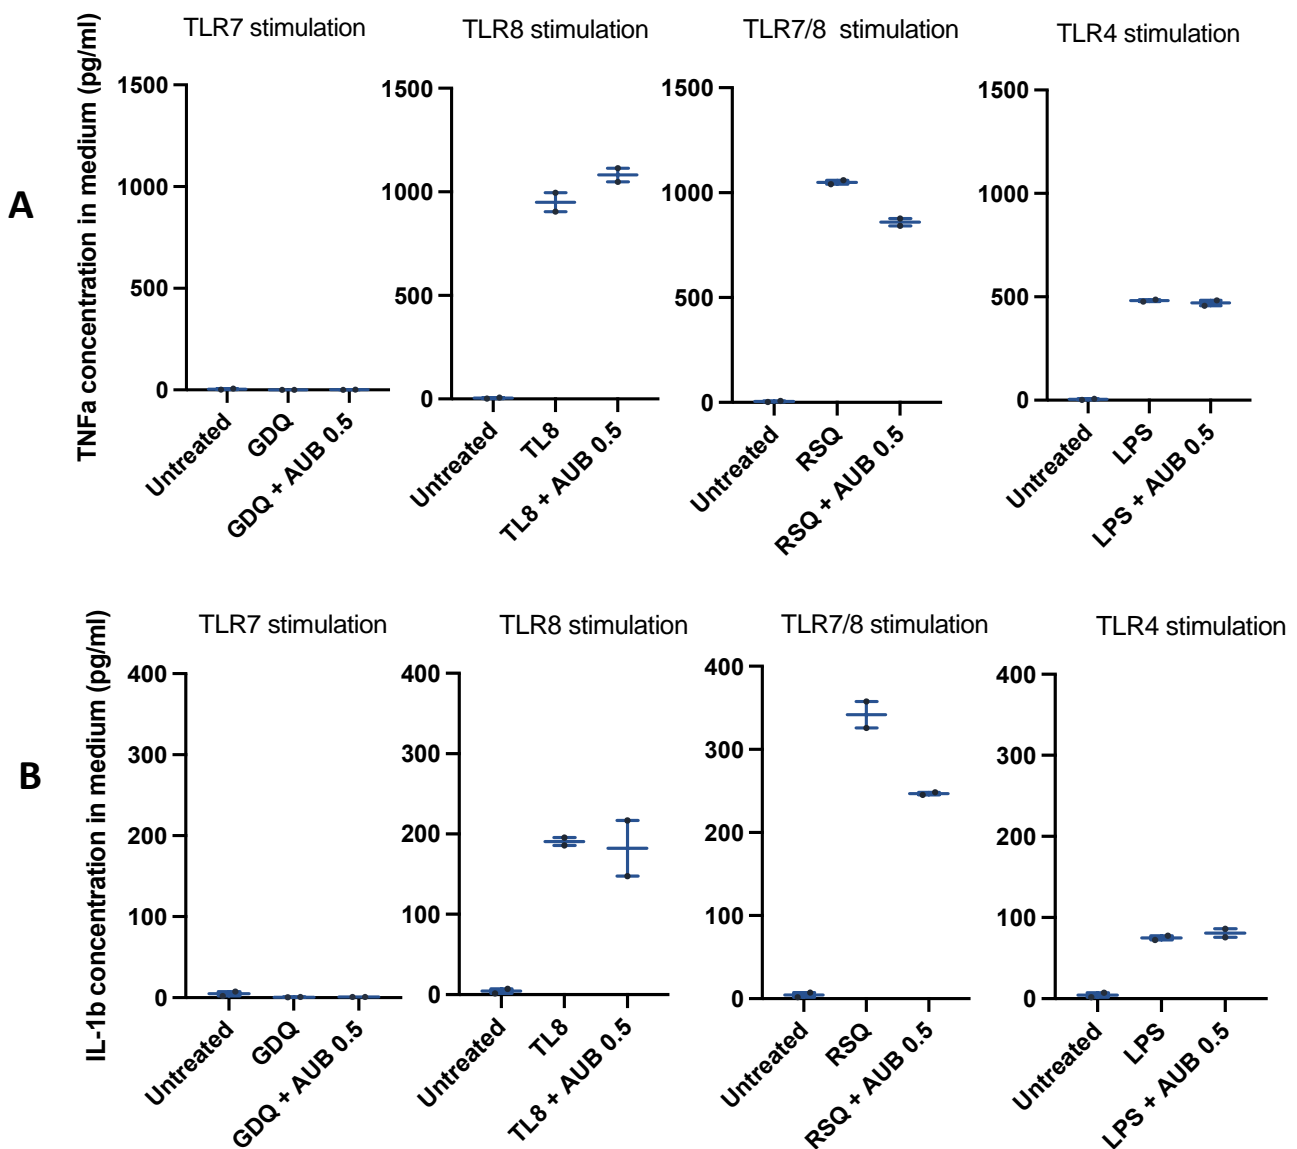 A
TNFa concentration in medium (pg/ml)
TLR7 stimulation
1500
1000
500
0
Untreated
GDQ
GDQ + AUB 0.5
TLR8 stimulation
1500
1000
500
0
Untreated
TL8
TL8 + AUB 0.5
TLR7/8 stimulation
1500
1000
500
0
Untreated
RSQ
RSQ + AUB 0.5
TLR4 stimulation
1500
1000
500
0
Untreated
LPS
LPS + AUB 0.5
B
IL-1b concentration in medium (pg/ml)
TLR7 stimulation
400
300
200
100
0
Untreated
GDQ
GDQ + AUB 0.5
TLR8 stimulation
400
300
200
100
0
Untreated
TL8
TL8 + AUB 0.5
TLR7/8 stimulation
400
300
200
100
0
Untreated
RSQ
RSQ + AUB 0.5
TLR4 stimulation
400
300
200
100
0
Untreated
LPS
LPS + AUB 0.5